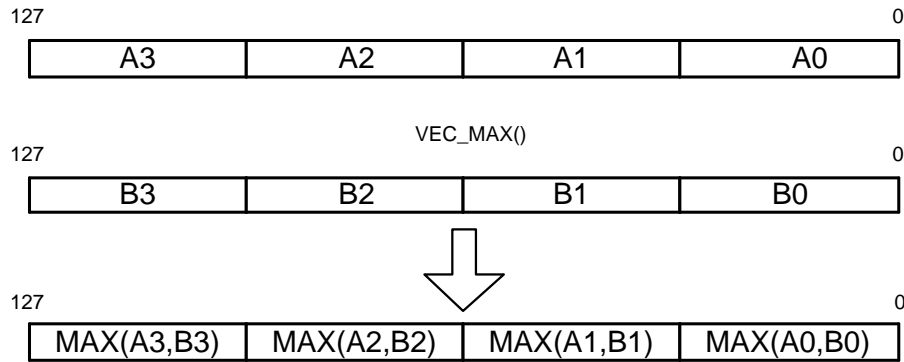 127 0
A3 A2 A1 A0
VEC_MAX()
127 0
B3 B2 B1 B0
127 0
MAX(A3,B3) MAX(A2,B2) MAX(A1,B1) MAX(A0,B0)